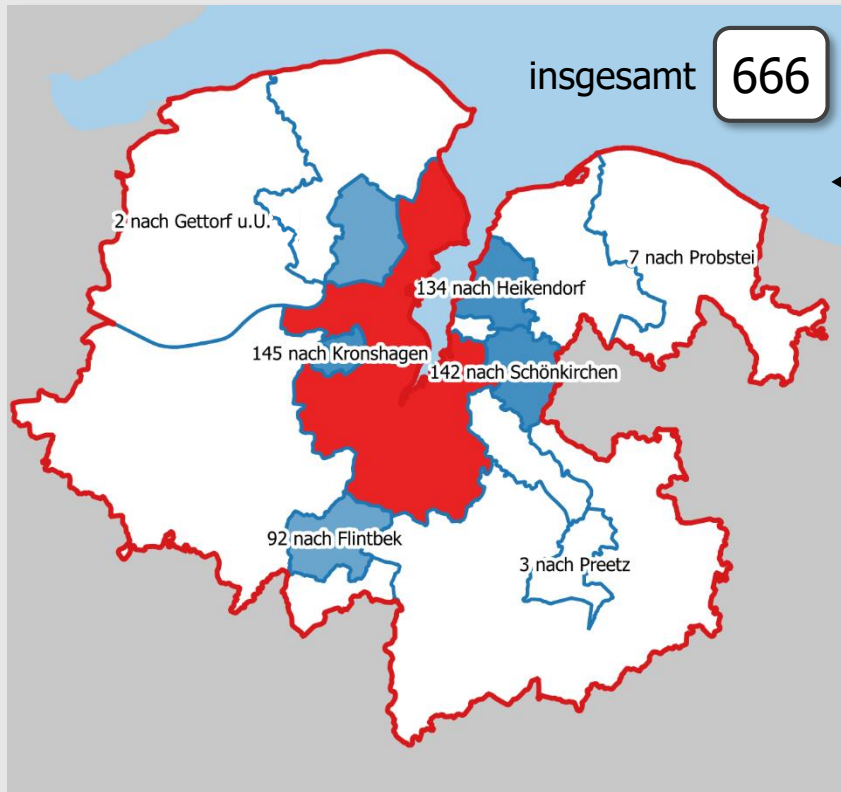 insgesamt 666
2 nach Gettorf u.U.
7 nach Probstei
134 nach Heikendorf
145 nach Kronshagen
142 nach Schönkirchen
92 nach Flintbek
3 nach Preetz